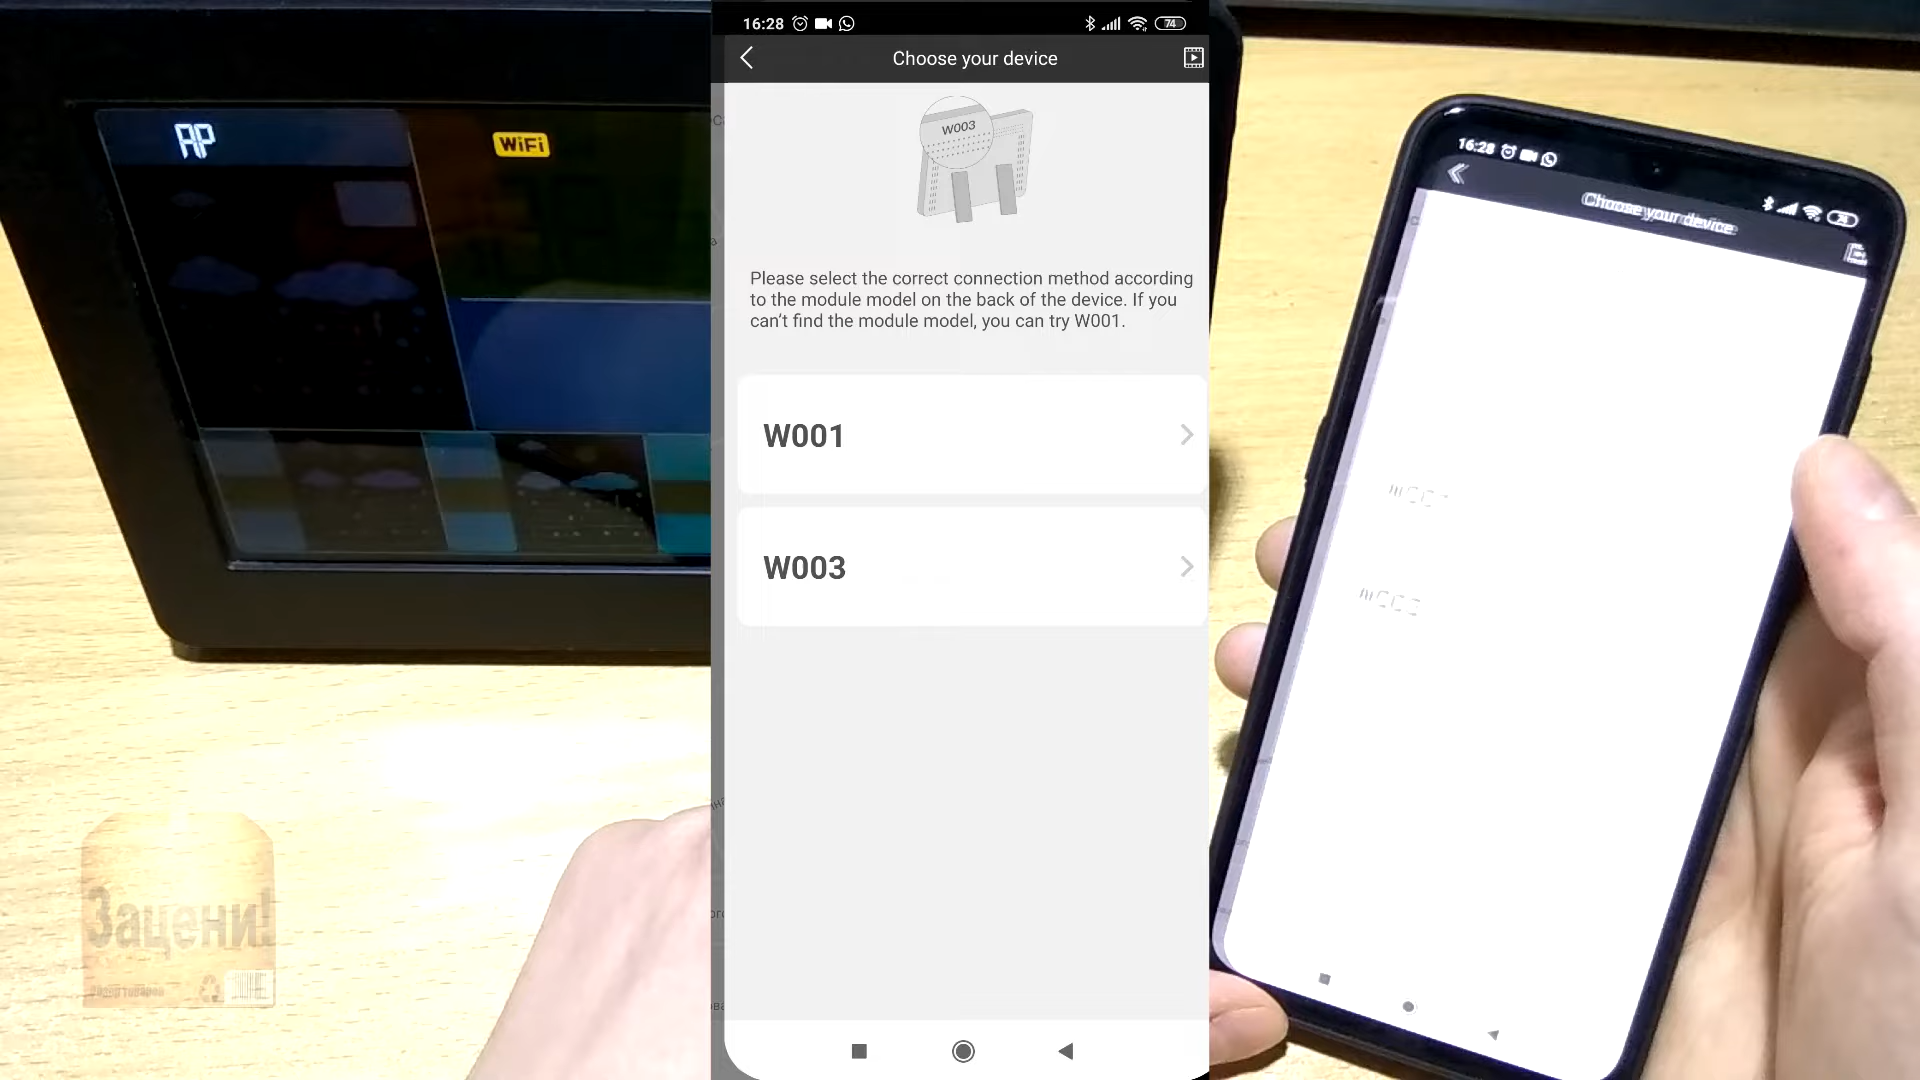 AP
WiFi
16:28
74
Choose your device
W003
Please select the correct connection method according
to the module model on the back of the device. If you
can't find the module model, you can try W001.
W001
W003
16:28
Choose your device
Зацени!